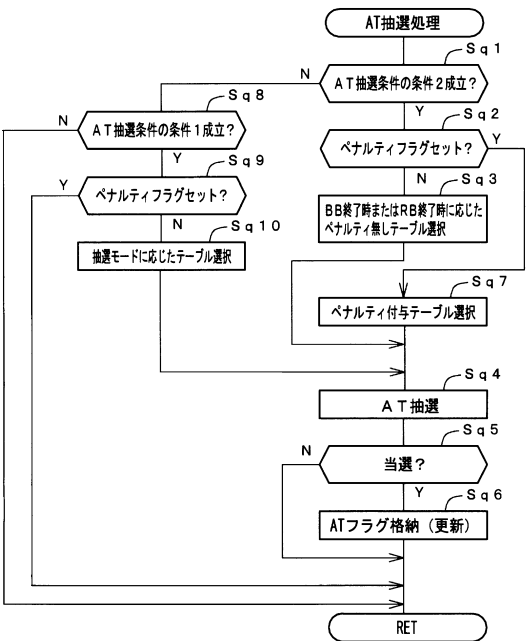 AT抽選処理
Sq1
N
AT抽選条件の条件2成立?
Sq8
Y
Sq2
N
AT抽選条件の条件1成立?
ペナルティフラグセット?
Y
Y
Sq9
N
Sq3
Y
ペナルティフラグセット?
BB終了時またはRB終了時に応じた
ペナルティ無しテーブル選択
N
Sq10
抽選モードに応じたテーブル選択
Sq7
ペナルティ付与テーブル選択
Sq4
AT抽選
Sq5
N
当選?
Y
Sq6
ATフラグ格納(更新)
RET